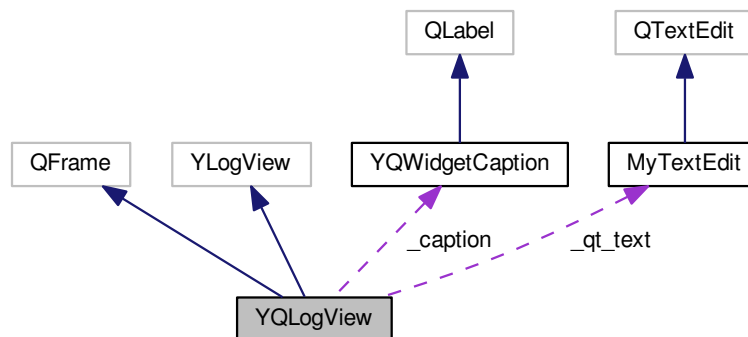 QLabel
QTextEdit
QFrame
YLogView
YQWidgetCaption
MyTextEdit
_caption
_qt_text
YQLogView